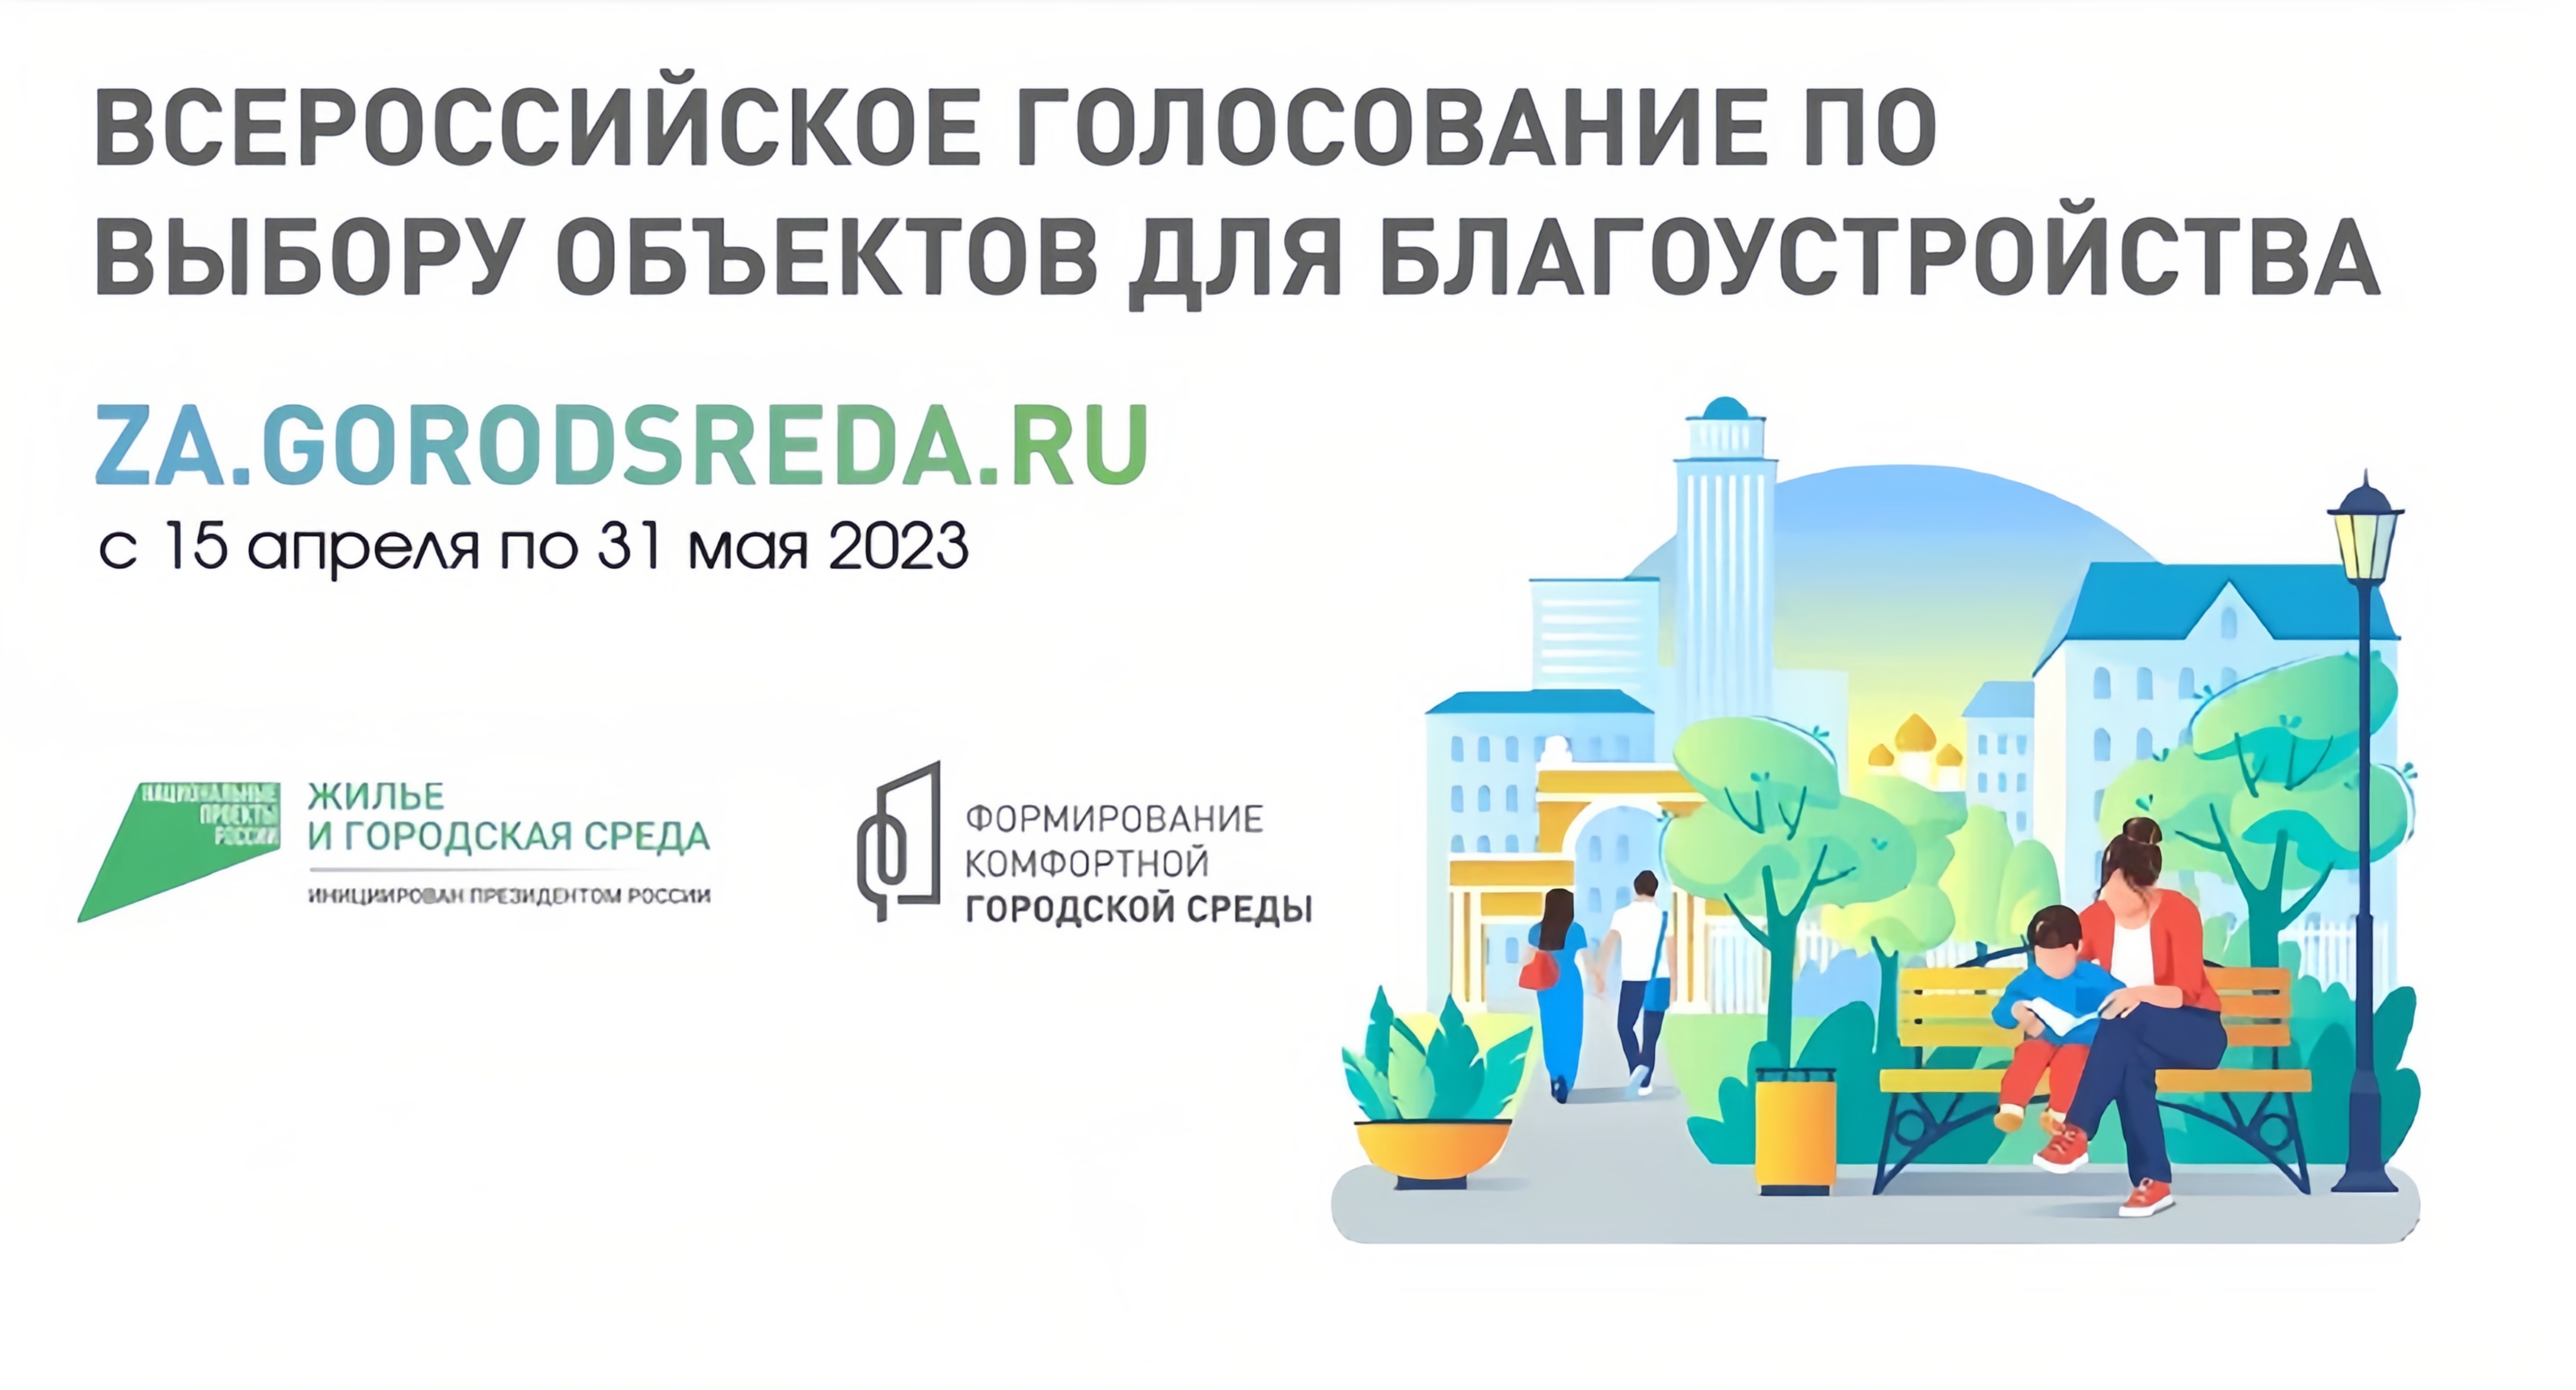 ВСЕРОССИЙСКОЕ ГОЛОСОВАНИЕ ПО
ВЫБОРУ ОБЪЕКТОВ ДЛЯ БЛАГОУСТРОЙСТВА
ZA.GORODSREDA.RU
с 15 апреля по 31 мая 2023
НАЦИОНАЛЬНЫЕ
ПРОЕКТЫ
РОССИИ
ЖИЛЬЕ
И ГОРОДСКАЯ СРЕДА
ИНИЦИИРОВАН ПРЕЗИДЕНТОМ РОССИИ
ФОРМИРОВАНИЕ
КОМФОРТНОЙ
ГОРОДСКОЙ СРЕДЫ